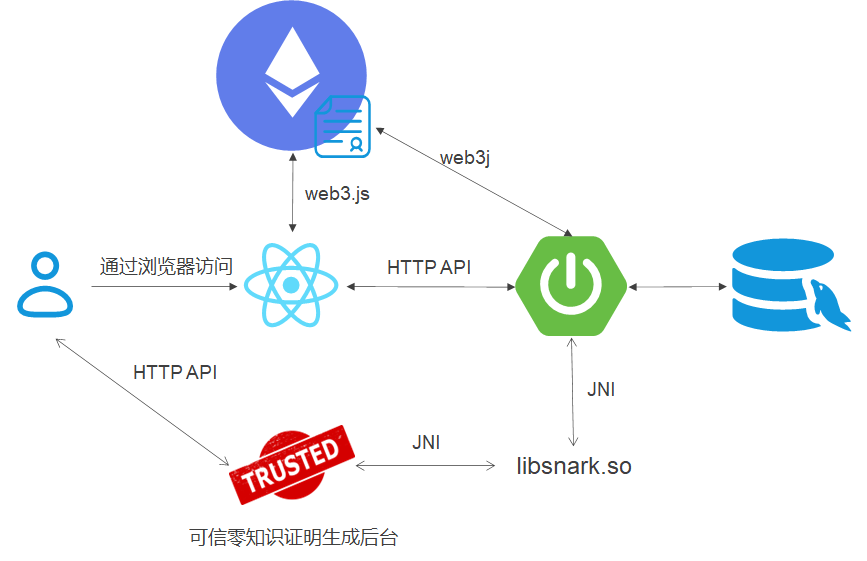 web3j
web3.js
通过浏览器访问
HTTP API
HTTP API
JNI
TRUSTED
JNI
libsnark.so
可信零知识证明生成后台